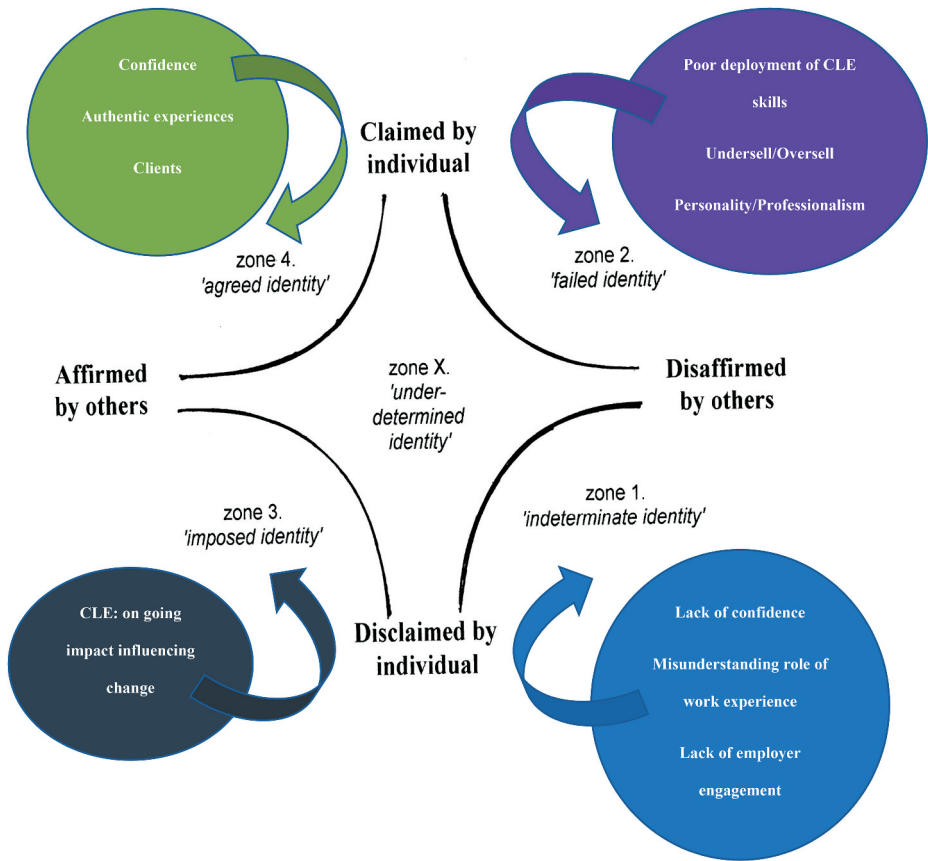 Confidence
Authentic experiences
Clients
Poor deployment of CLE
skills
Undersell/Oversell
Personality/Professionalism
Claimed by
individual
zone 4.
'agreed identity'
zone 2.
'failed identity'
Affirmed
by others
zone X.
'under-
determined
identity'
Disaffirmed
by others
zone 3.
'imposed identity'
zone 1.
'indeterminate identity'
CLE: on going
impact influencing
change
Disclaimed by
individual
Lack of confidence
Misunderstanding role of
work experience
Lack of employer
engagement